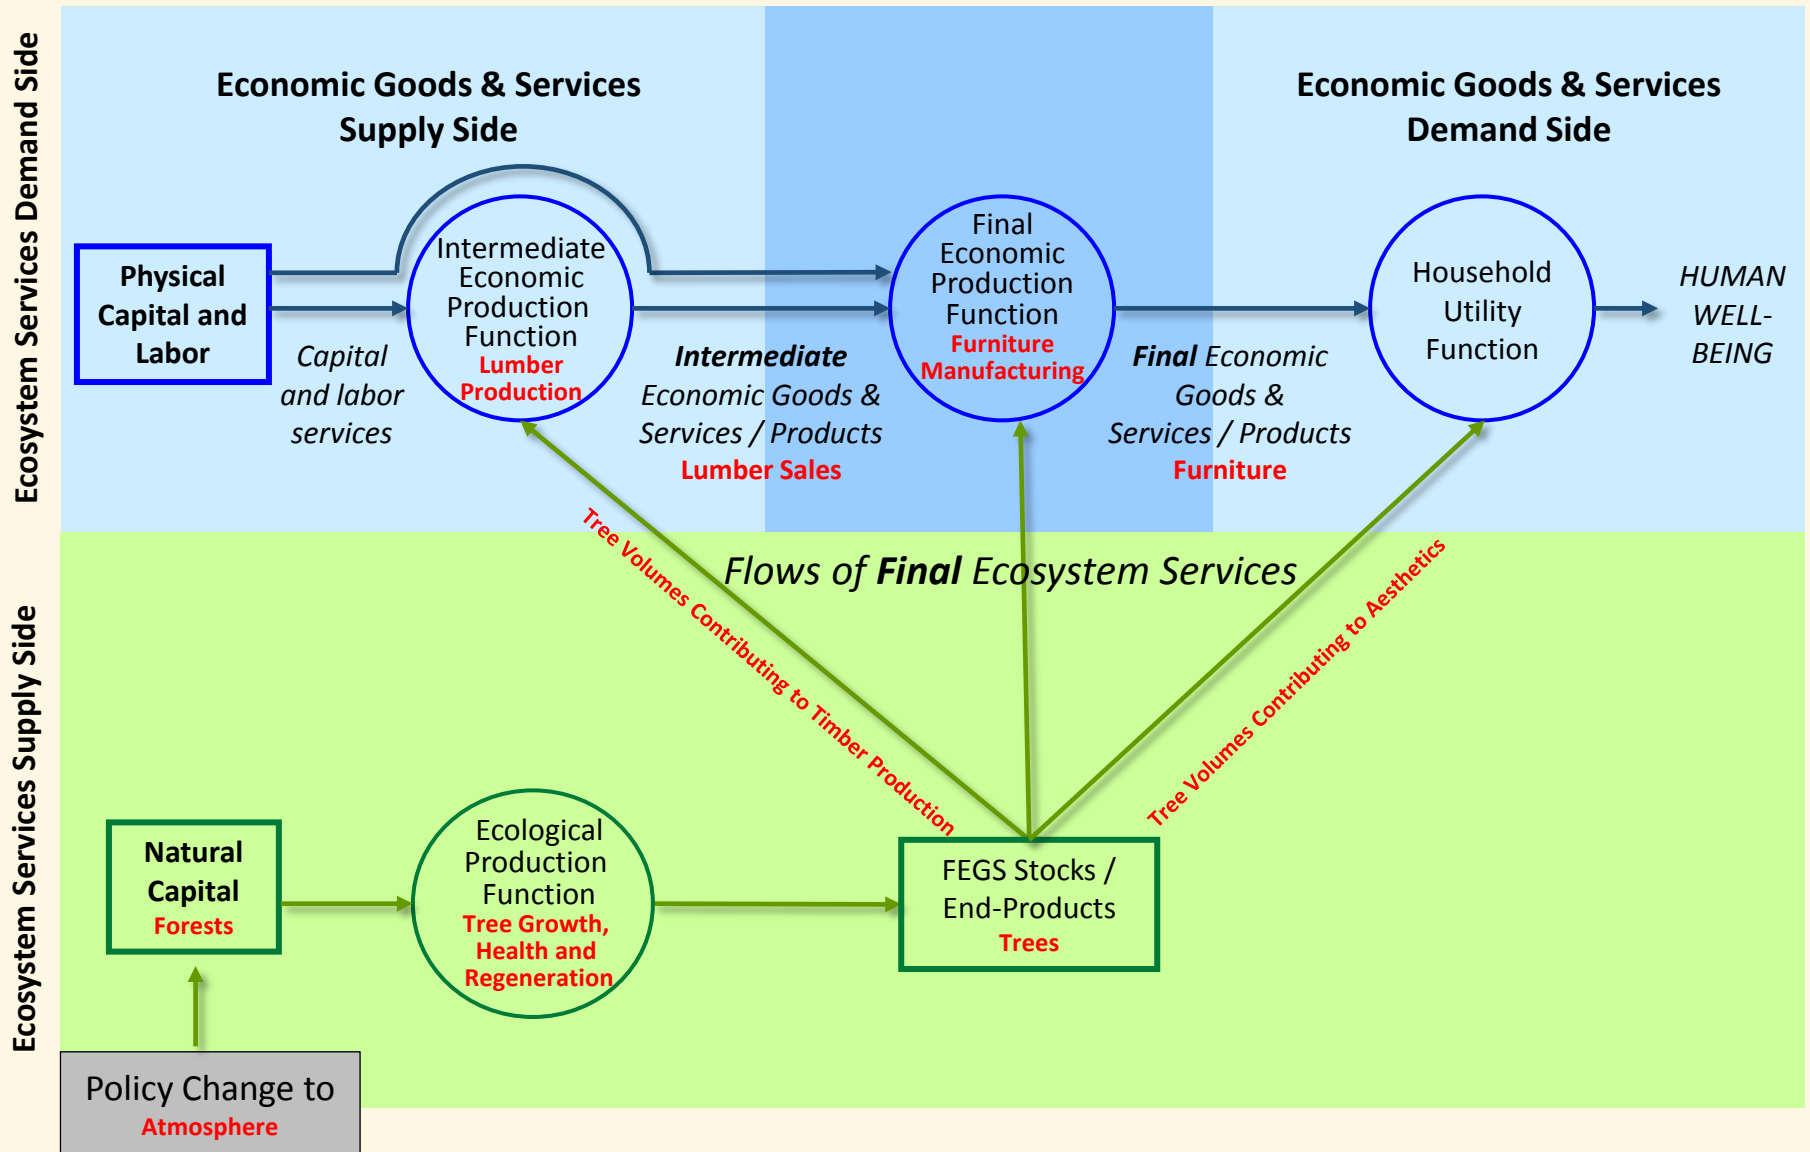 Ecosystem Services Demand Side
Economic Goods & Services
Supply Side
Economic Goods & Services
Demand Side
Physical
Capital and
Labor
Capital
and labor
services
Intermediate
Economic
Production
Function
Lumber
Production
Intermediate
Economic Goods &
Services / Products
Lumber Sales
Final
Economic
Production
Function
Furniture
Manufacturing
Final Economic
Goods &
Services / Products
Furniture
Household
Utility
Function
HUMAN
WELL-
BEING
Ecosystem Services Supply Side
Flows of Final Ecosystem Services
Tree Volumes Contributing to Timber Production
Tree Volumes Contributing to Aesthetics
Natural
Capital
Forests
Ecological
Production
Function
Tree Growth,
Health and
Regeneration
FEGS Stocks /
End-Products
Trees
Policy Change to
Atmosphere